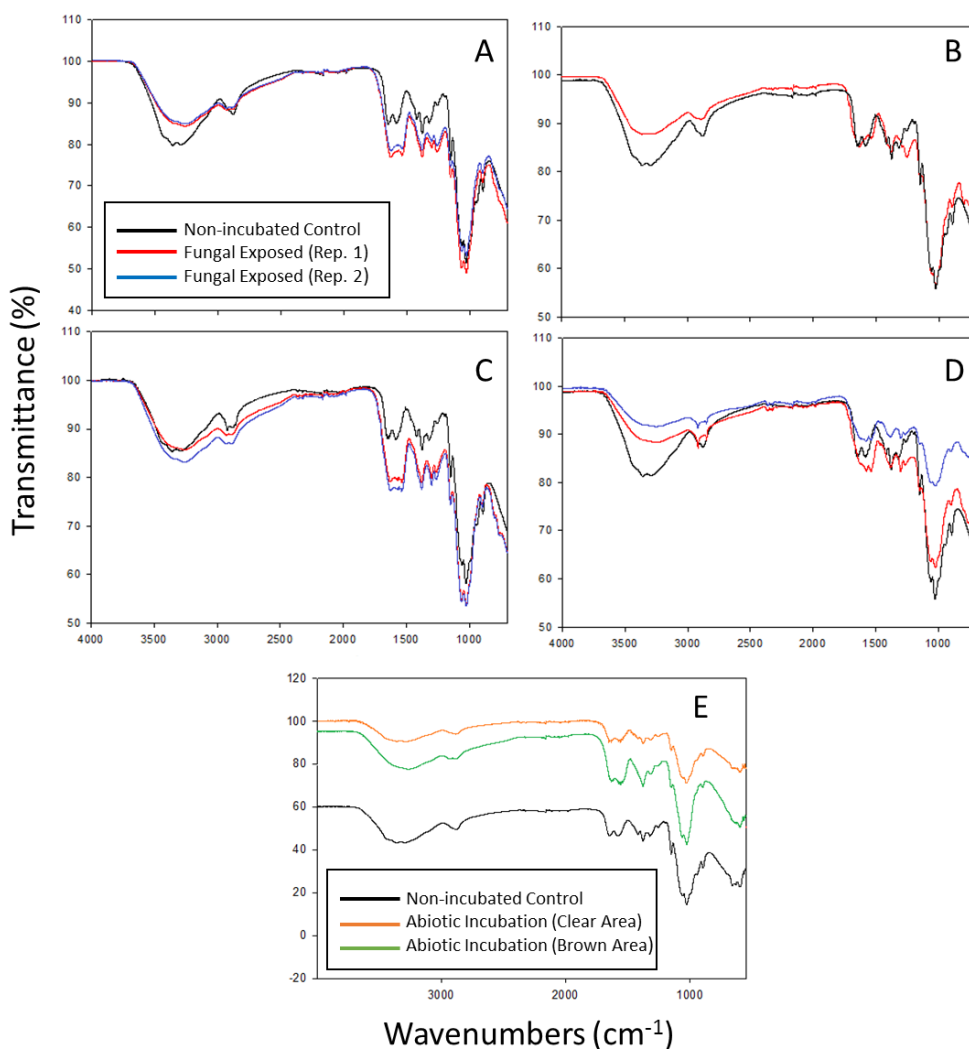 A
110
100
90
80
70
60
50
40
Non-incubated Control
Fungal Exposed (Rep. 1)
Fungal Exposed (Rep. 2)
B
110
100
90
80
70
60
50
C
110
100
90
80
70
60
50
4000 3500 3000 2500 2000 1500 1000
D
110
100
90
80
70
60
50
4000 3500 3000 2500 2000 1500 1000
Transmittance (%)
E
120
100
80
60
40
20
0
-20
Non-incubated Control
Abiotic Incubation (Clear Area)
Abiotic Incubation (Brown Area)
3000 2000 1000
Wavenumbers (cm⁻¹)